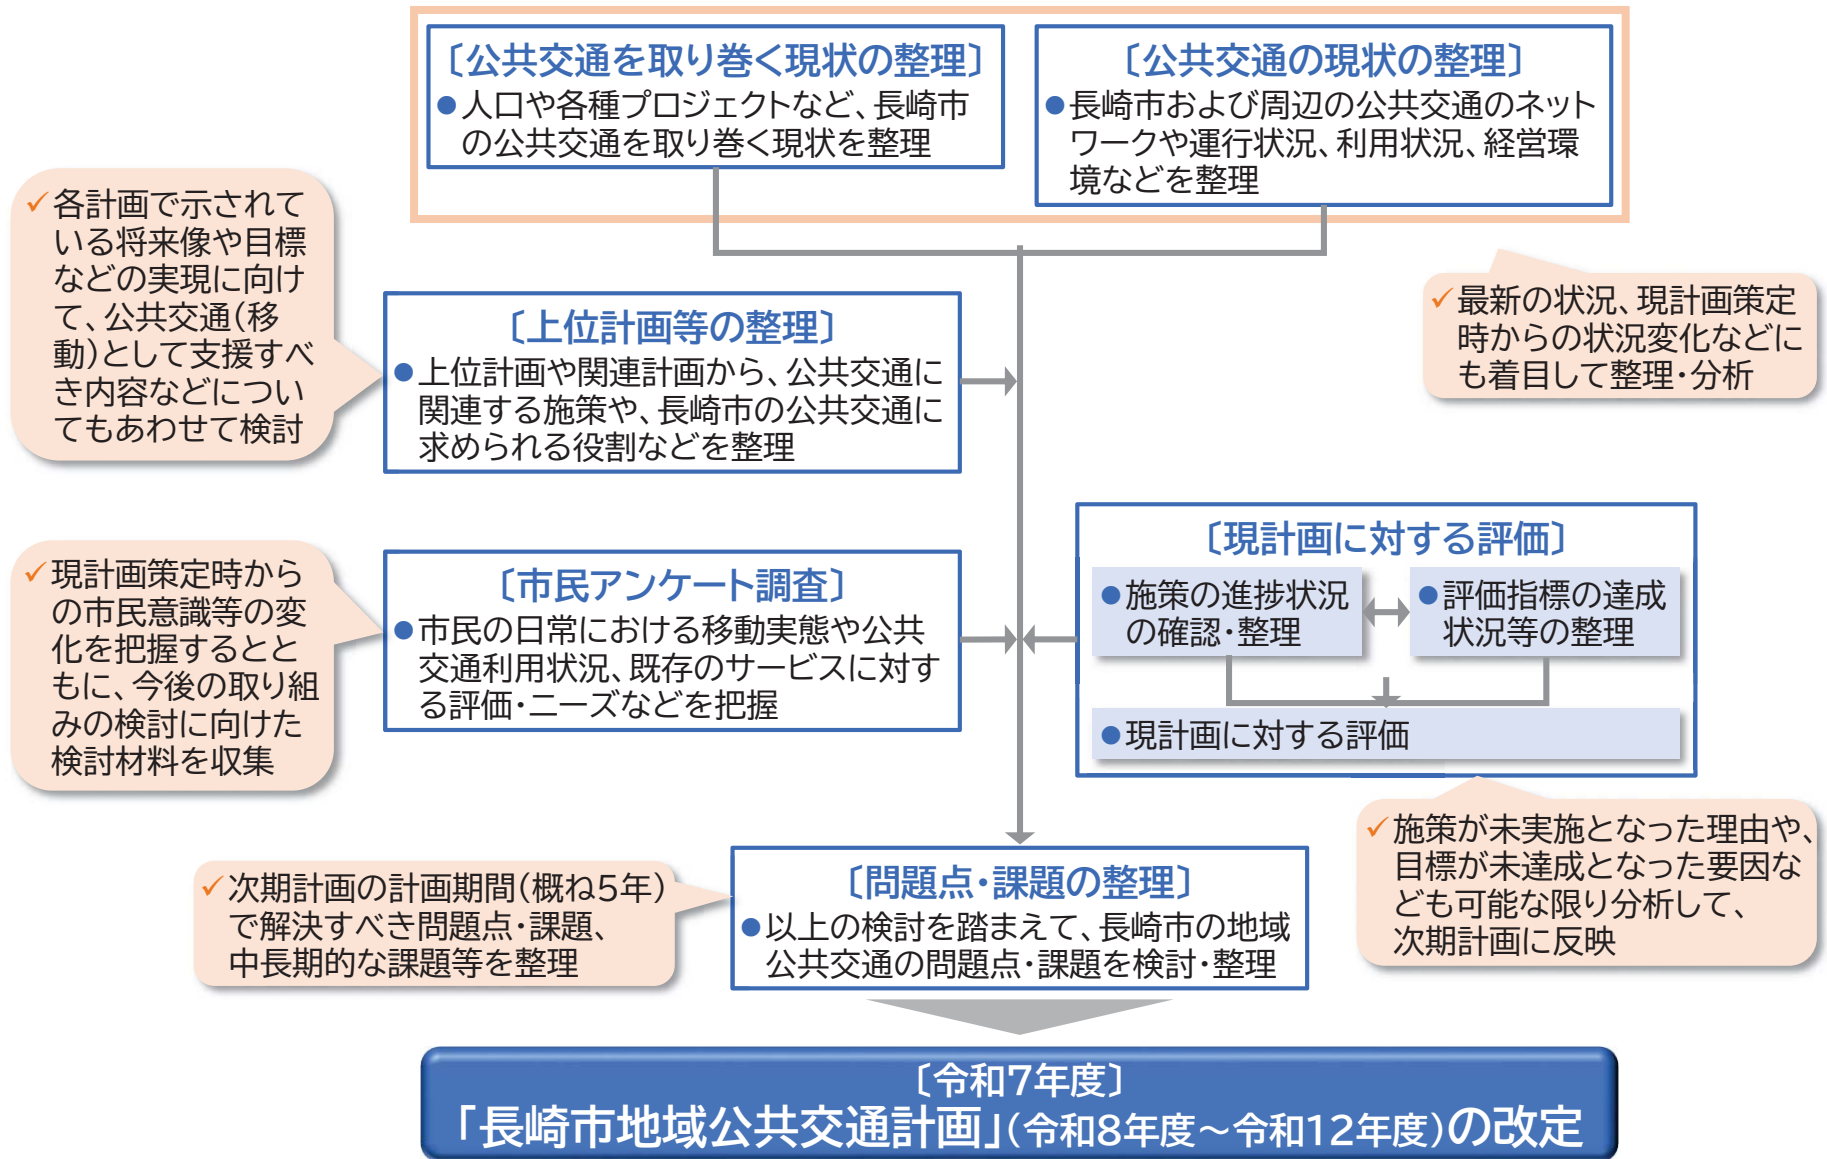 〔公共交通を取り巻く現状の整理〕
●人口や各種プロジェクトなど、長崎市
の公共交通を取り巻く現状を整理
〔公共交通の現状の整理〕
●長崎市および周辺の公共交通のネット
ワークや運行状況、利用状況、経営環
境などを整理
✓各計画で示されて
いる将来像や目標
などの実現に向け
て、公共交通(移
動)として支援すべ
き内容などについ
てもあわせて検討
〔上位計画等の整理〕
●上位計画や関連計画から、公共交通に
関連する施策や、長崎市の公共交通に
求められる役割などを整理
✓最新の状況、現計画策定
時からの状況変化などに
も着目して整理・分析
✓現計画策定時から
の市民意識等の変
化を把握するとと
もに、今後の取り組
みの検討に向けた
検討材料を収集
〔市民アンケート調査〕
●市民の日常における移動実態や公共
交通利用状況、既存のサービスに対す
る評価・ニーズなどを把握
〔現計画に対する評価〕
●施策の進捗状況
の確認・整理
●評価指標の達成
状況等の整理
●現計画に対する評価
✓施策が未実施となった理由や、
目標が未達成となった要因な
ども可能な限り分析して、
次期計画に反映
✓次期計画の計画期間(概ね5年)
で解決すべき問題点・課題、
中長期的な課題等を整理
〔問題点・課題の整理〕
●以上の検討を踏まえて、長崎市の地域
公共交通の問題点・課題を検討・整理
〔令和7年度〕
「長崎市地域公共交通計画」(令和8年度～令和12年度)の改定